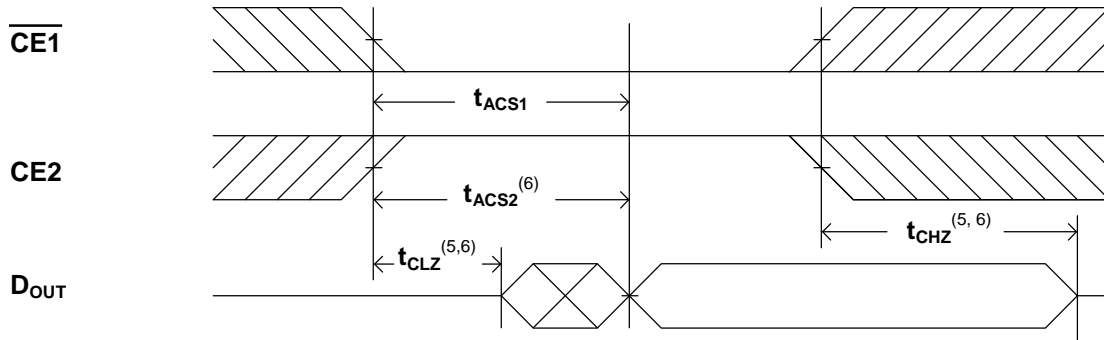 CE1
tACS1
CE2
tACS2(6)
tCHZ(5, 6)
tCLZ(5,6)
DOUT